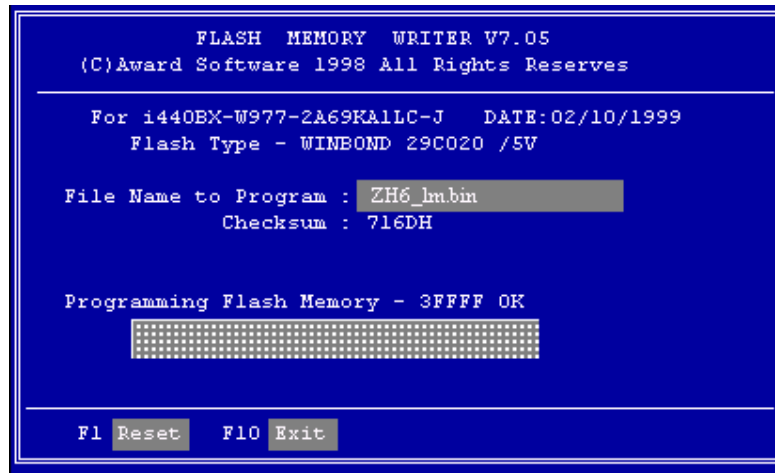 FLASH MEMORY WRITER V7.05
(C)Award Software 1998 All Rights Reserves
For i440BX-W977-2A69KA1LC-J DATE:02/10/1999
Flash Type - WINBOND 29C020 /5V
File Name to Program : ZH6_lm.bin
Checksum : 716DH
Programming Flash Memory - 3FFFF OK
F1 Reset F10 Exit